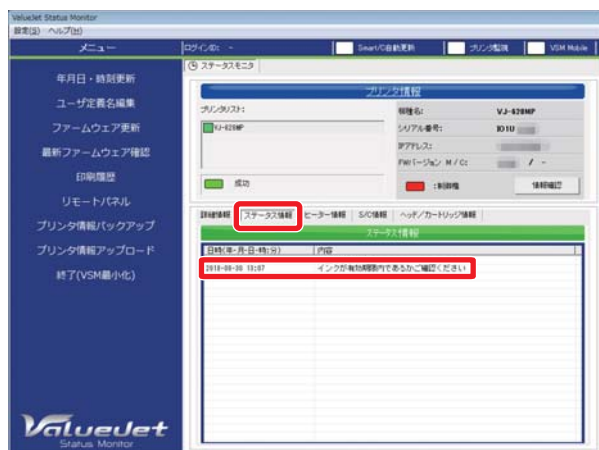 ValueJet Status Monitor
設定(S) ヘルプ(H)
メニュー
ログインID: -
Smart/C自動更新
プリンタ監視
VSM Mobile
年月日・時刻更新
ユーザ定義名編集
ファームウェア更新
最新ファームウェア確認
印刷履歴
リモートパネル
プリンタ情報バックアップ
プリンタ情報アップロード
終了(VSM最小化)
ValueJet
Status Monitor
ステータスモニタ
プリンタ情報
プリンタリスト:
VJ-628MP
成功
機種名: VJ-628MP
シリアル番号:
IPアドレス:
FWバージョン M / C: / -
:制御権
情報確認
詳細情報 ステータス情報 ヒーター情報 S/C情報 ヘッド/カートリッジ情報
ステータス情報
日時(年-月-日-時:分) 内容
インクが有効期限内であるかご確認ください